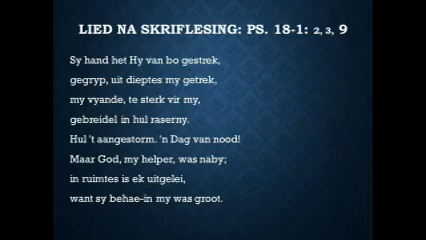 LIED NA SKRIFLESING: PS. 18-1: 2, 3, 9
Sy hand het Hy van bo gestrek,
gegryp, uit dieptes my getrek,
my vyande, te sterk vir my,
gebreidel in hul raserny.
Hul 't aangestorm. 'n Dag van nood!
Maar God, my helper, was naby;
in ruimtes is ek uitgelei,
want sy behae-in my was groot.